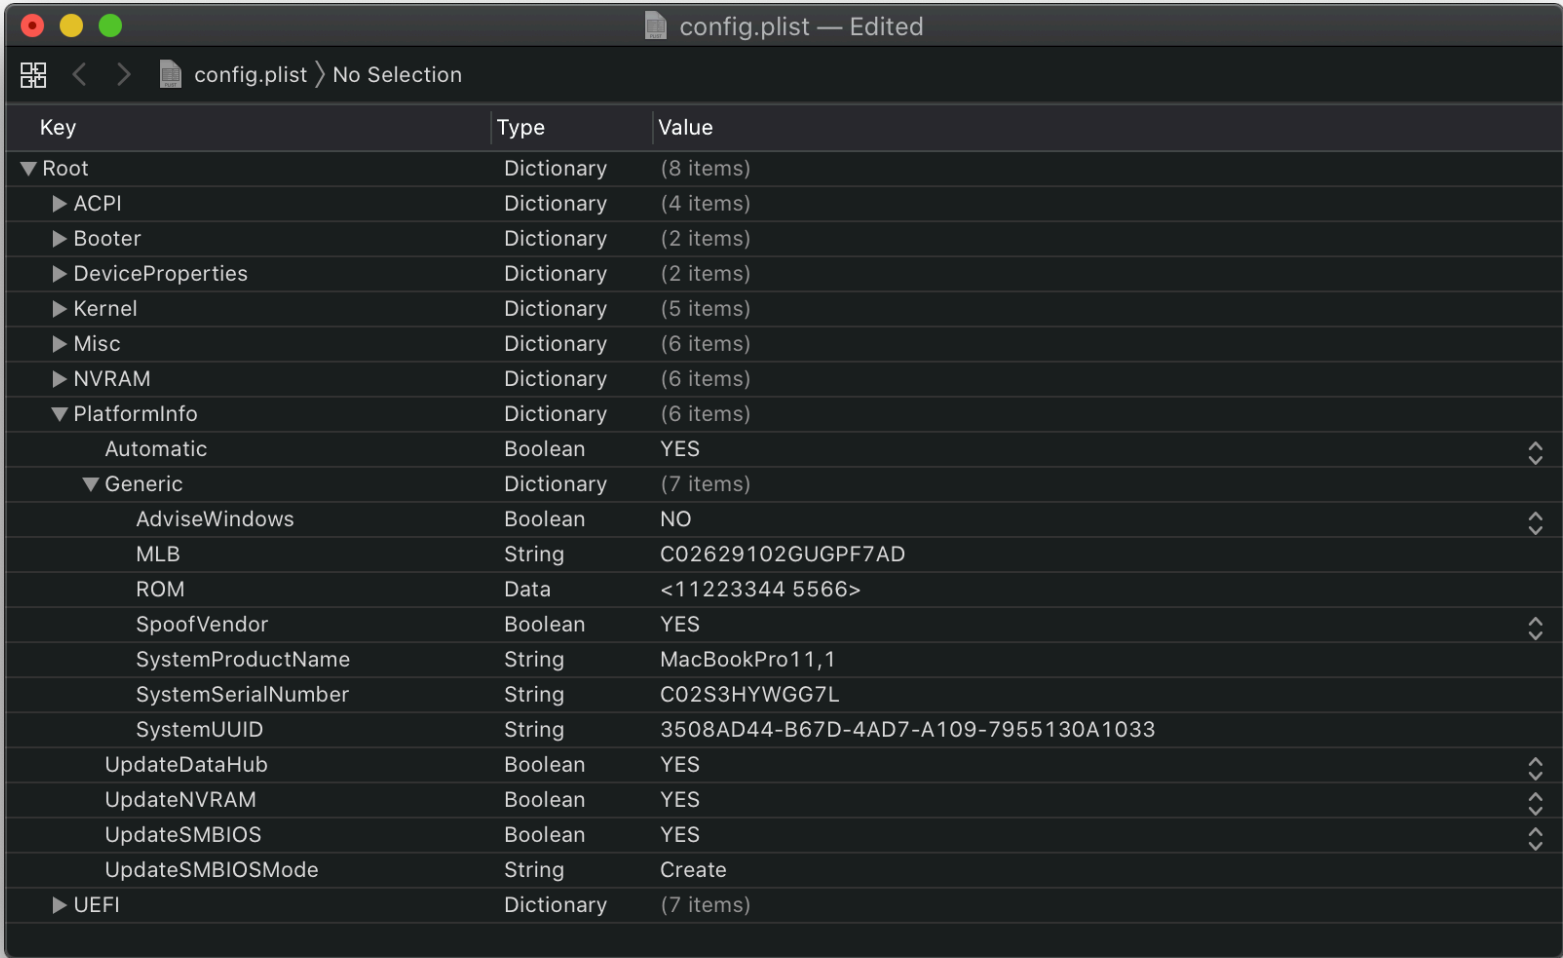 config.plist — Edited
config.plist 〉 No Selection
Key Type Value
Root Dictionary (8 items)
ACPI Dictionary (4 items)
Booter Dictionary (2 items)
DeviceProperties Dictionary (2 items)
Kernel Dictionary (5 items)
Misc Dictionary (6 items)
NVRAM Dictionary (6 items)
PlatformInfo Dictionary (6 items)
Automatic Boolean YES
Generic Dictionary (7 items)
AdviseWindows Boolean NO
MLB String C02629102GUGPF7AD
ROM Data <11223344 5566>
SpoofVendor Boolean YES
SystemProductName String MacBookPro11,1
SystemSerialNumber String C02S3HYWGG7L
SystemUUID String 3508AD44-B67D-4AD7-A109-7955130A1033
UpdateDataHub Boolean YES
UpdateNVRAM Boolean YES
UpdateSMBIOS Boolean YES
UpdateSMBIOSMode String Create
UEFI Dictionary (7 items)